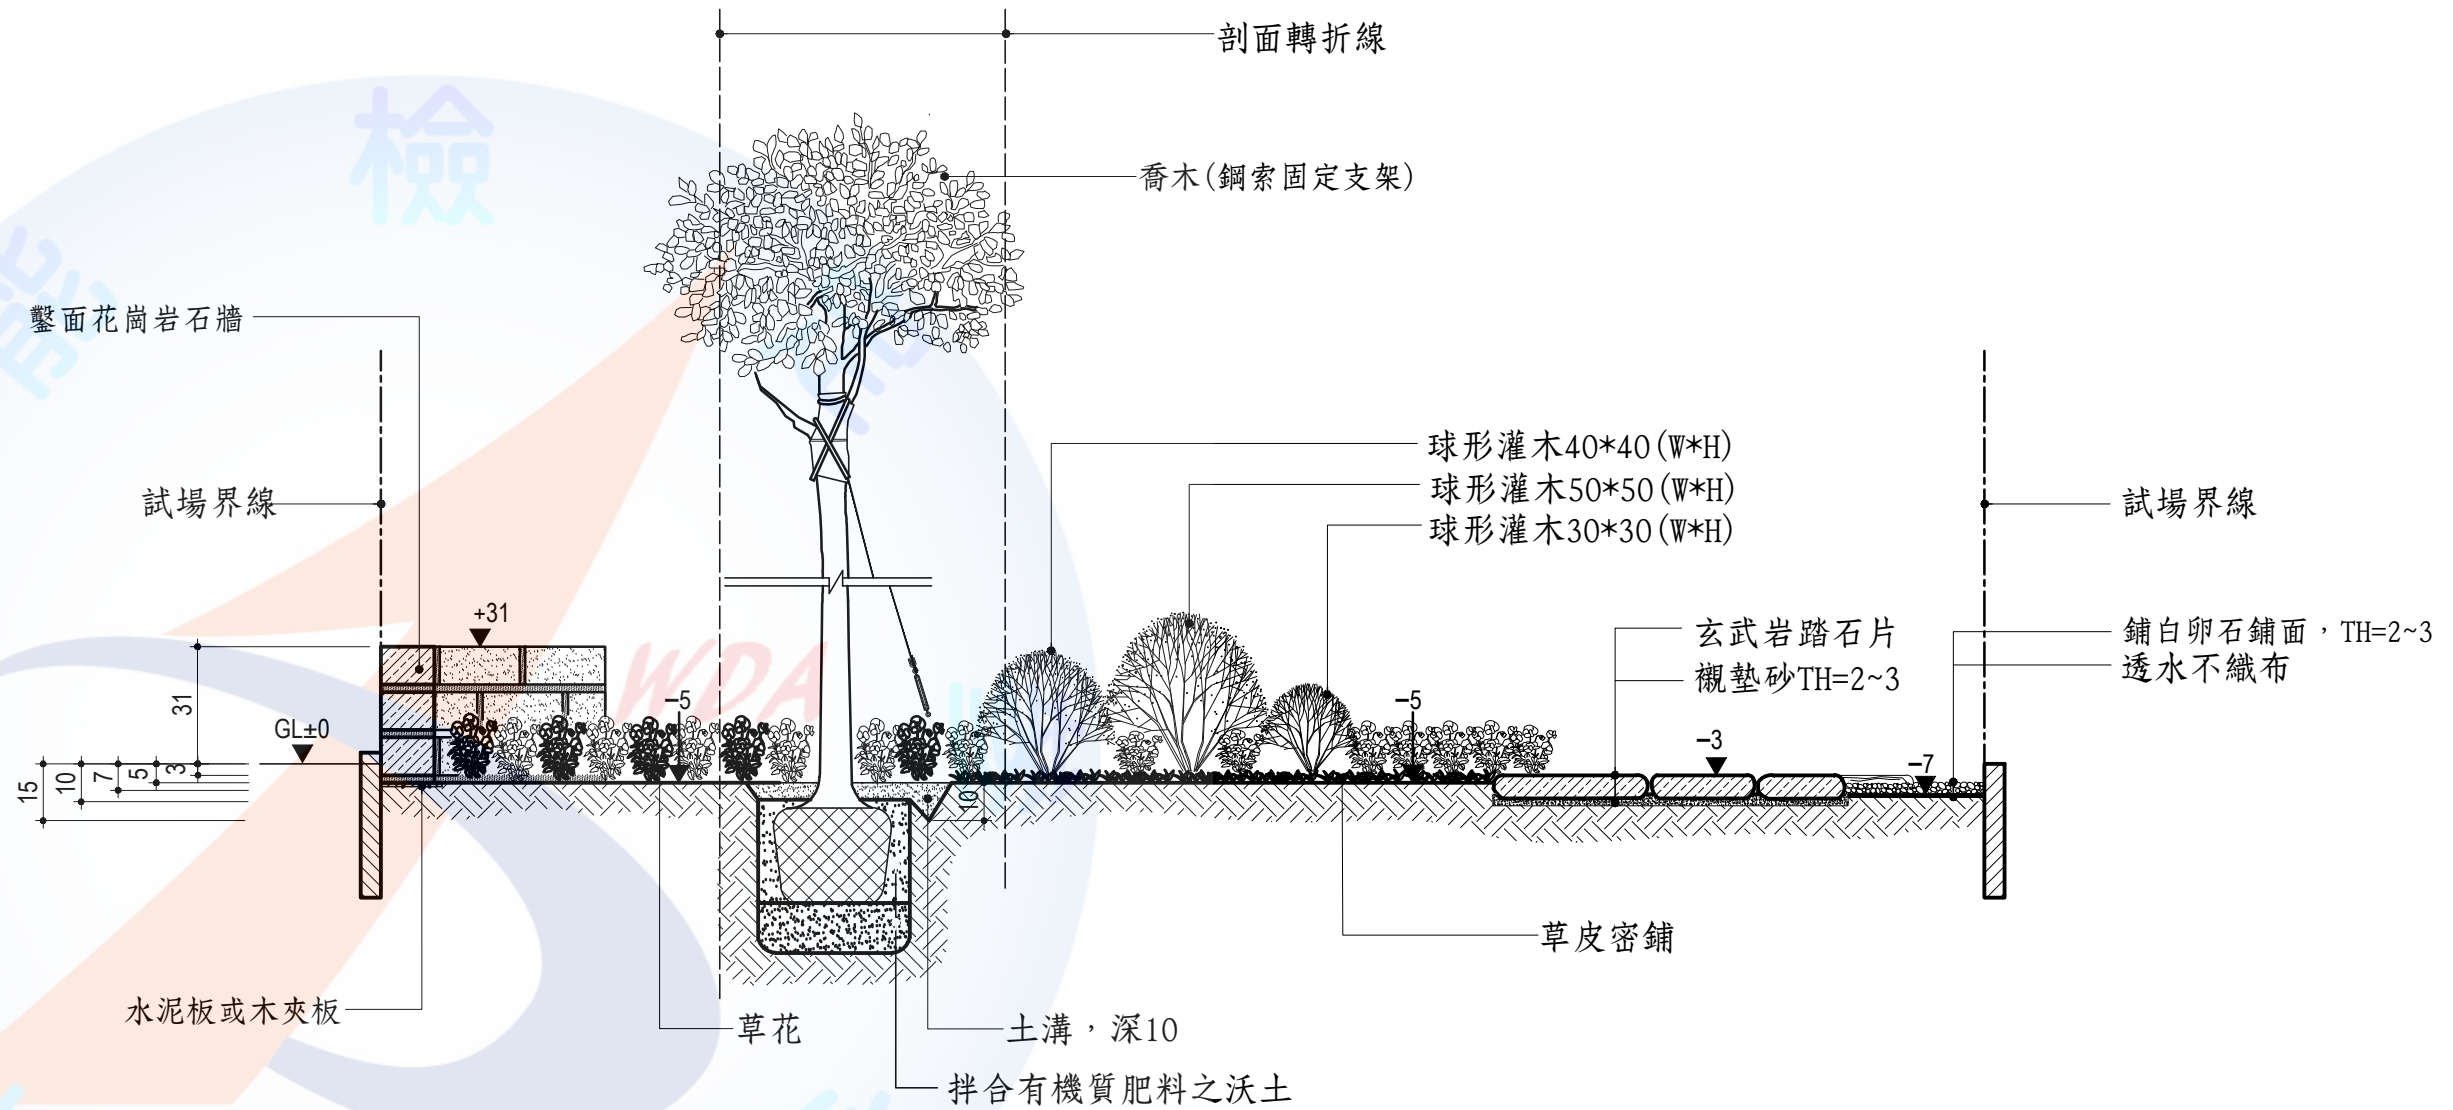 剖面轉折線
檢
喬木(鋼索固定支架)
鑿面花崗岩石牆
球形灌木40*40(W*H)
球形灌木50*50(W*H)
球形灌木30*30(W*H)
試場界線
試場界線
+31
玄武岩踏石片
襯墊砂TH=2~3
鋪白卵石鋪面，TH=2~3
透水不織布
WDA
31
GL±0
-5
-5
-3
-7
15
10
7
5
3
10
草皮密鋪
水泥板或木夾板
草花
土溝，深10
拌合有機質肥料之沃土